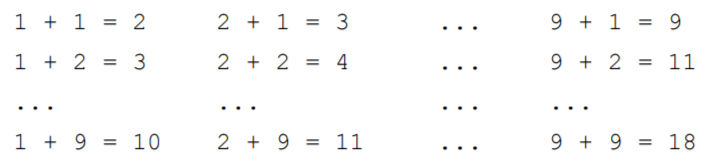 1 + 1 = 2 2 + 1 = 3 ... 9 + 1 = 9
1 + 2 = 3 2 + 2 = 4 ... 9 + 2 = 11
... ... ... ...
1 + 9 = 10 2 + 9 = 11 ... 9 + 9 = 18